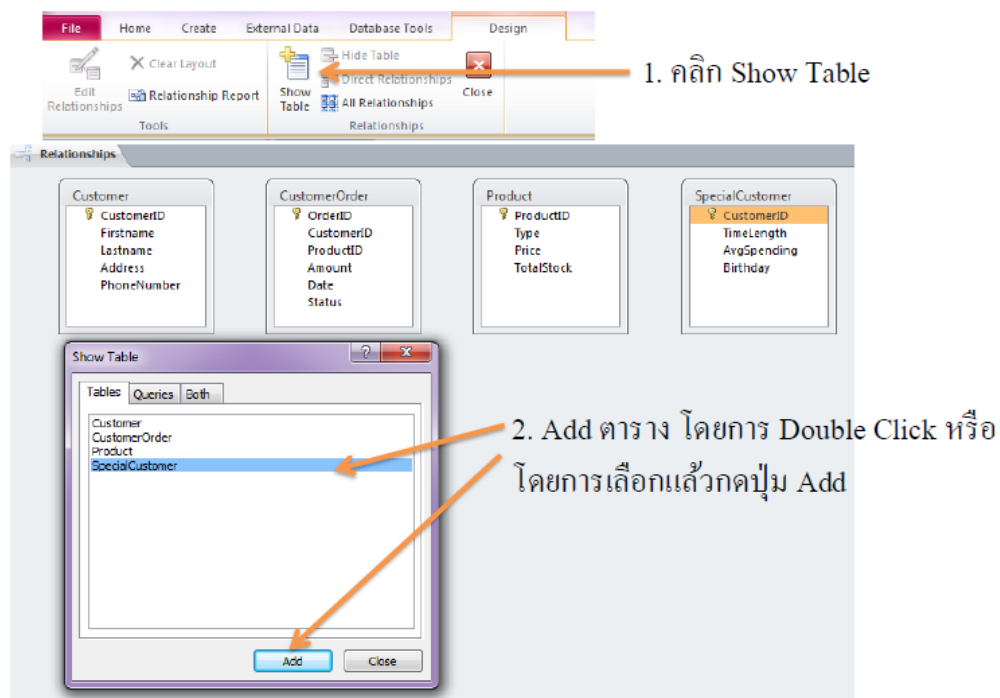 File Home Create External Data Database Tools Design
Edit Relationships
Clear Layout
Relationship Report
Tools
Show Table
Hide Table
Direct Relationships
All Relationships
Relationships
Close
1. คลิก Show Table
Relationships
Customer
CustomerID
Firstname
Lastname
Address
PhoneNumber
CustomerOrder
OrderID
CustomerID
ProductID
Amount
Date
Status
Product
ProductID
Type
Price
TotalStock
SpecialCustomer
CustomerID
TimeLength
AvgSpending
Birthday
Show Table
Tables Queries Both
Customer
CustomerOrder
Product
SpecialCustomer
Add Close
2. Add ตาราง โดยการ Double Click หรือ
โดยการเลือกแล้วกดปุ่ม Add